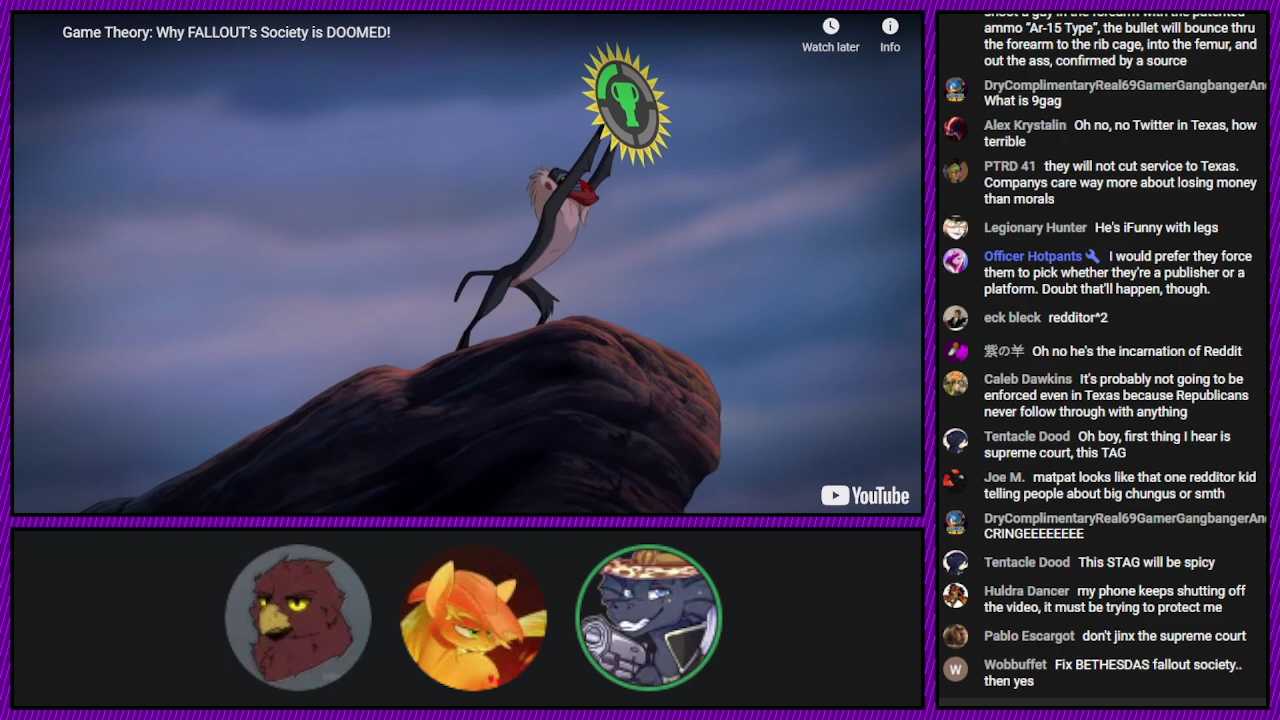 Game Theory: Why FALLOUT's Society is DOOMED!
Watch later
Info
YouTube
ammo “Ar-15 Type”, the bullet will bounce thru
the forearm to the rib cage, into the femur, and
out the ass, confirmed by a source
DryComplimentaryReal69GamerGangbangerAn
What is 9gag
Alex Krystalin Oh no, no Twitter in Texas, how
terrible
PTRD 41 they will not cut service to Texas.
Companys care way more about losing money
than morals
Legionary Hunter He's iFunny with legs
Officer Hotpants I would prefer they force
them to pick whether they're a publisher or a
platform. Doubt that'll happen, though.
eck bleck redditor^2
紫の羊 Oh no he's the incarnation of Reddit
Caleb Dawkins It's probably not going to be
enforced even in Texas because Republicans
never follow through with anything
Tentacle Dood Oh boy, first thing I hear is
supreme court, this TAG
Joe M. matpat looks like that one redditor kid
telling people about big chungus or smth
DryComplimentaryReal69GamerGangbangerAn
CRINGEEEEEEEE
Tentacle Dood This STAG will be spicy
Huldra Dancer my phone keeps shutting off
the video, it must be trying to protect me
Pablo Escargot don't jinx the supreme court
W
Wobbuffet Fix BETHESDAS fallout society..
then yes